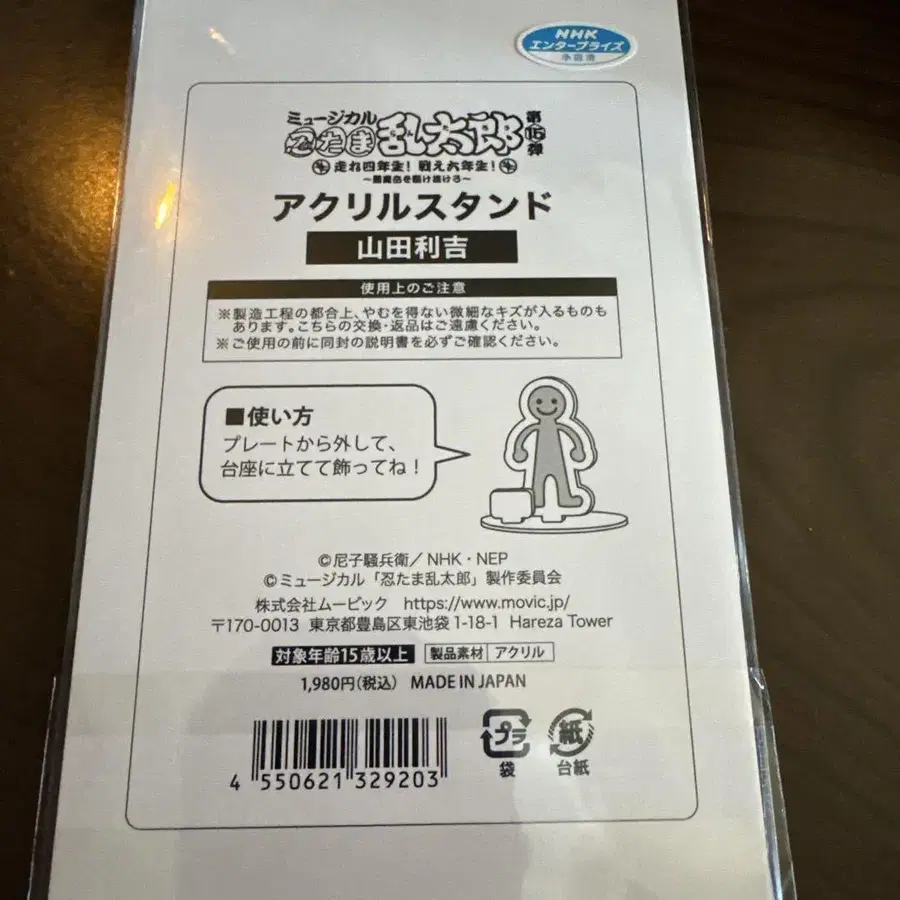 NHK
エンタープライズ
ミュージカル
忍たま乱太郎
第15弾
走れ四年生！戦え六年生！
アクリルスタンド
山田利吉
使用上のご注意
※製造工程の都合上、やむを得ない微細なキズが入るものも
あります。こちらの交換・返品はご遠慮ください。
※ご使用の前に同封の説明書を必ずご確認ください。
■使い方
プレートから外して、
台座に立てて飾ってね！
©尼子騒兵衛／NHK・NEP
©ミュージカル「忍たま乱太郎」製作委員会
株式会社ムービック https://www.movic.jp/
〒170-0013 東京都豊島区東池袋 1-18-1 Hareza Tower
対象年齢15歳以上 製品素材 アクリル
1,980円(税込) MADE IN JAPAN
プラ 紙
袋 台紙
4 550621 329203